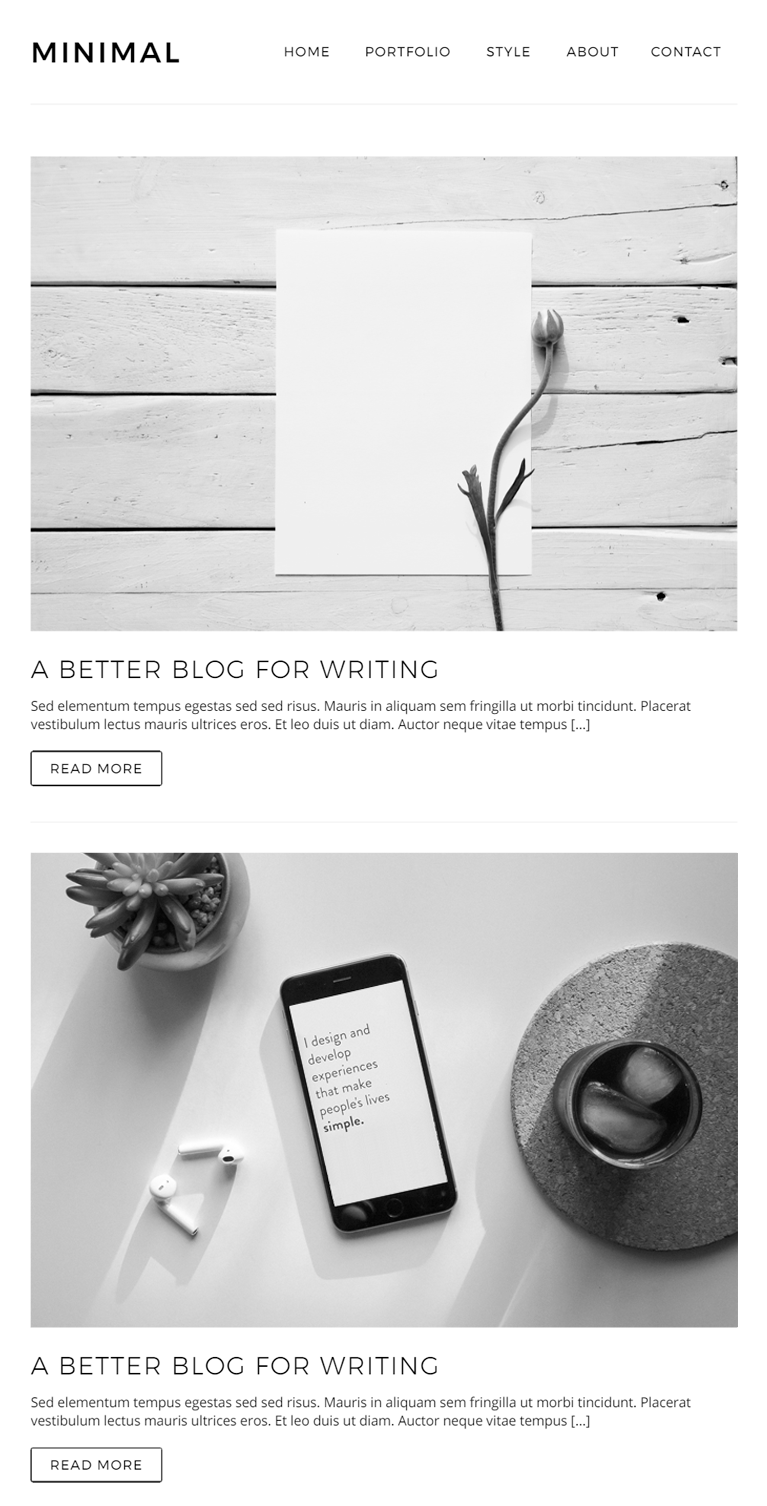 MINIMAL
HOME PORTFOLIO STYLE ABOUT CONTACT
A BETTER BLOG FOR WRITING
Sed elementum tempus egestas sed sed risus. Mauris in aliquam sem fringilla ut morbi tincidunt. Placerat
vestibulum lectus mauris ultrices eros. Et leo duis ut diam. Auctor neque vitae tempus [...]
READ MORE
I design and
develop
experiences
that make
people's lives
simple.
A BETTER BLOG FOR WRITING
Sed elementum tempus egestas sed sed risus. Mauris in aliquam sem fringilla ut morbi tincidunt. Placerat
vestibulum lectus mauris ultrices eros. Et leo duis ut diam. Auctor neque vitae tempus [...]
READ MORE